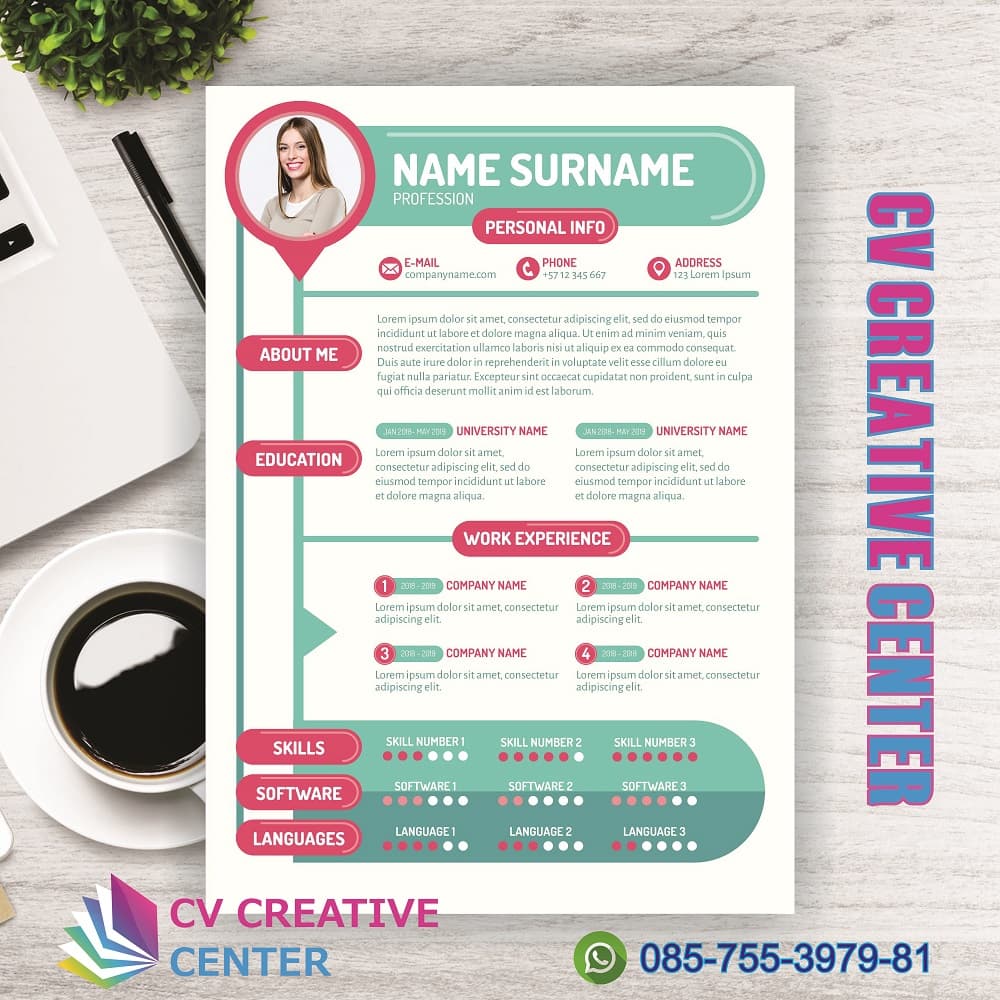 NAME SURNAME
PROFESSION
PERSONAL INFO
E-MAIL
companyname.com
PHONE
+57 12 345 667
ADDRESS
123 Lorem Ipsum
ABOUT ME
Lorem ipsum dolor sit amet, consectetur adipiscing elit, sed do eiusmod tempor
incididunt ut labore et dolore magna aliqua. Ut enim ad minim veniam, quis
nostrud exercitation ullamco laboris nisi ut aliquip ex ea commodo consequat.
Duis aute irure dolor in reprehenderit in voluptate velit esse cillum dolore eu
fugiat nulla pariatur. Excepteur sint occaecat cupidatat non proident, sunt in culpa
qui officia deserunt mollit anim id est laborum.
EDUCATION
JAN 2018- MAY 2019 UNIVERSITY NAME
Lorem ipsum dolor sit amet,
consectetur adipiscing elit, sed do
eiusmod tempor incididunt ut labore
et dolore magna aliqua.
JAN 2018- MAY 2019 UNIVERSITY NAME
Lorem ipsum dolor sit amet,
consectetur adipiscing elit, sed do
eiusmod tempor incididunt ut labore
et dolore magna aliqua.
WORK EXPERIENCE
1 2018 - 2019 COMPANY NAME
Lorem ipsum dolor sit amet, consectetur
adipiscing elit.
2 2018 - 2019 COMPANY NAME
Lorem ipsum dolor sit amet, consectetur
adipiscing elit.
3 2018 - 2019 COMPANY NAME
Lorem ipsum dolor sit amet, consectetur
adipiscing elit.
4 2018 - 2019 COMPANY NAME
Lorem ipsum dolor sit amet, consectetur
adipiscing elit.
SKILLS
SKILL NUMBER 1
SKILL NUMBER 2
SKILL NUMBER 3
SOFTWARE
SOFTWARE 1
SOFTWARE 2
SOFTWARE 3
LANGUAGES
LANGUAGE 1
LANGUAGE 2
LANGUAGE 3
CV CREATIVE CENTER
CV CREATIVE
CENTER
085-755-3979-81